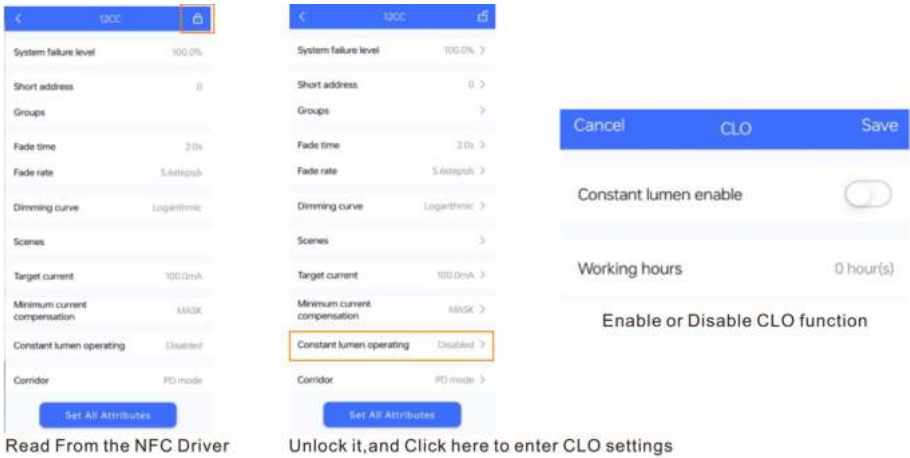 12CC
System failure level 100.0%
Short address 0
Groups
Fade time 2.0s
Fade rate
Dimming curve Logarithmic
Scenes
Target current 100.0mA
Minimum current
compensation MASK
Constant lumen operating Disabled
Corridor PD mode
Set All Attributes
Read From the NFC Driver
12CC
System failure level 100.0% >
Short address 0 >
Groups >
Fade time 2.0s >
Fade rate >
Dimming curve Logarithmic >
Scenes >
Target current 100.0mA >
Minimum current
compensation MASK >
Constant lumen operating Disabled >
Corridor PD mode >
Set All Attributes
Unlock it,and Click here to enter CLO settings
Cancel CLO Save
Constant lumen enable
Working hours 0 hour(s)
Enable or Disable CLO function